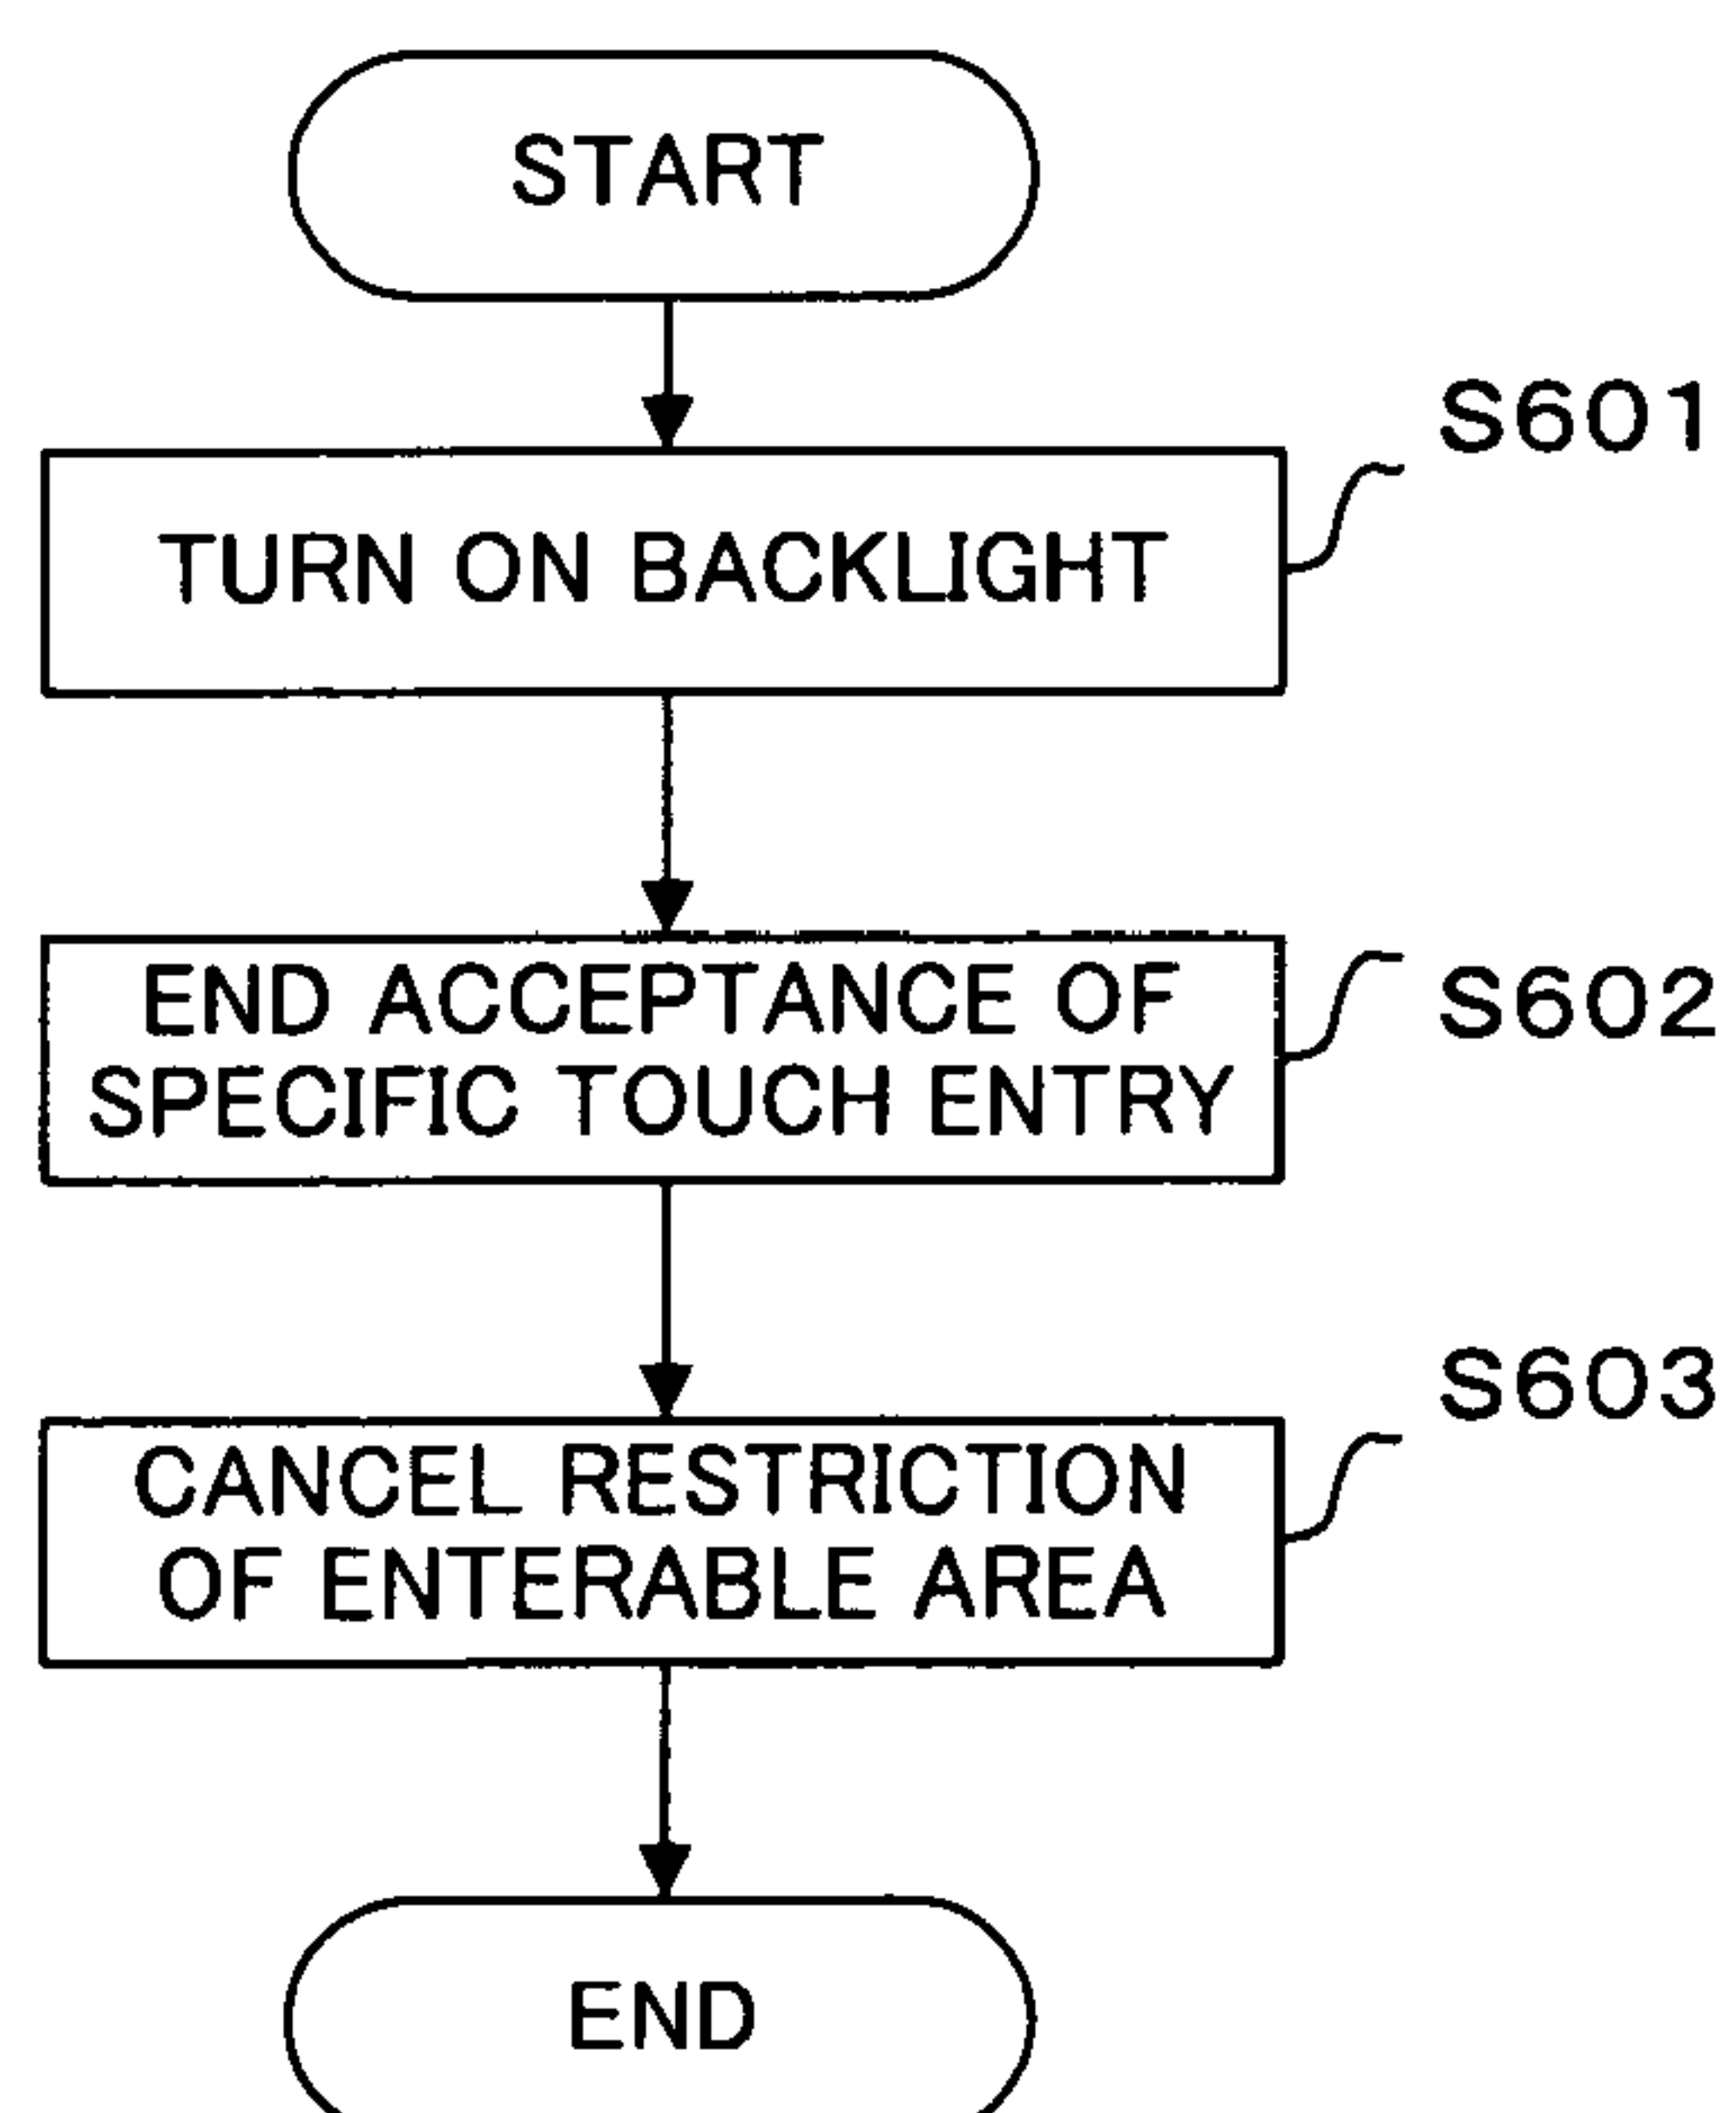 START
S601
TURN ON BACKLIGHT
END ACCEPTANCE OF
SPECIFIC TOUCH ENTRY
S602
S603
CANCEL RESTRICTION
OF ENTERABLE AREA
END